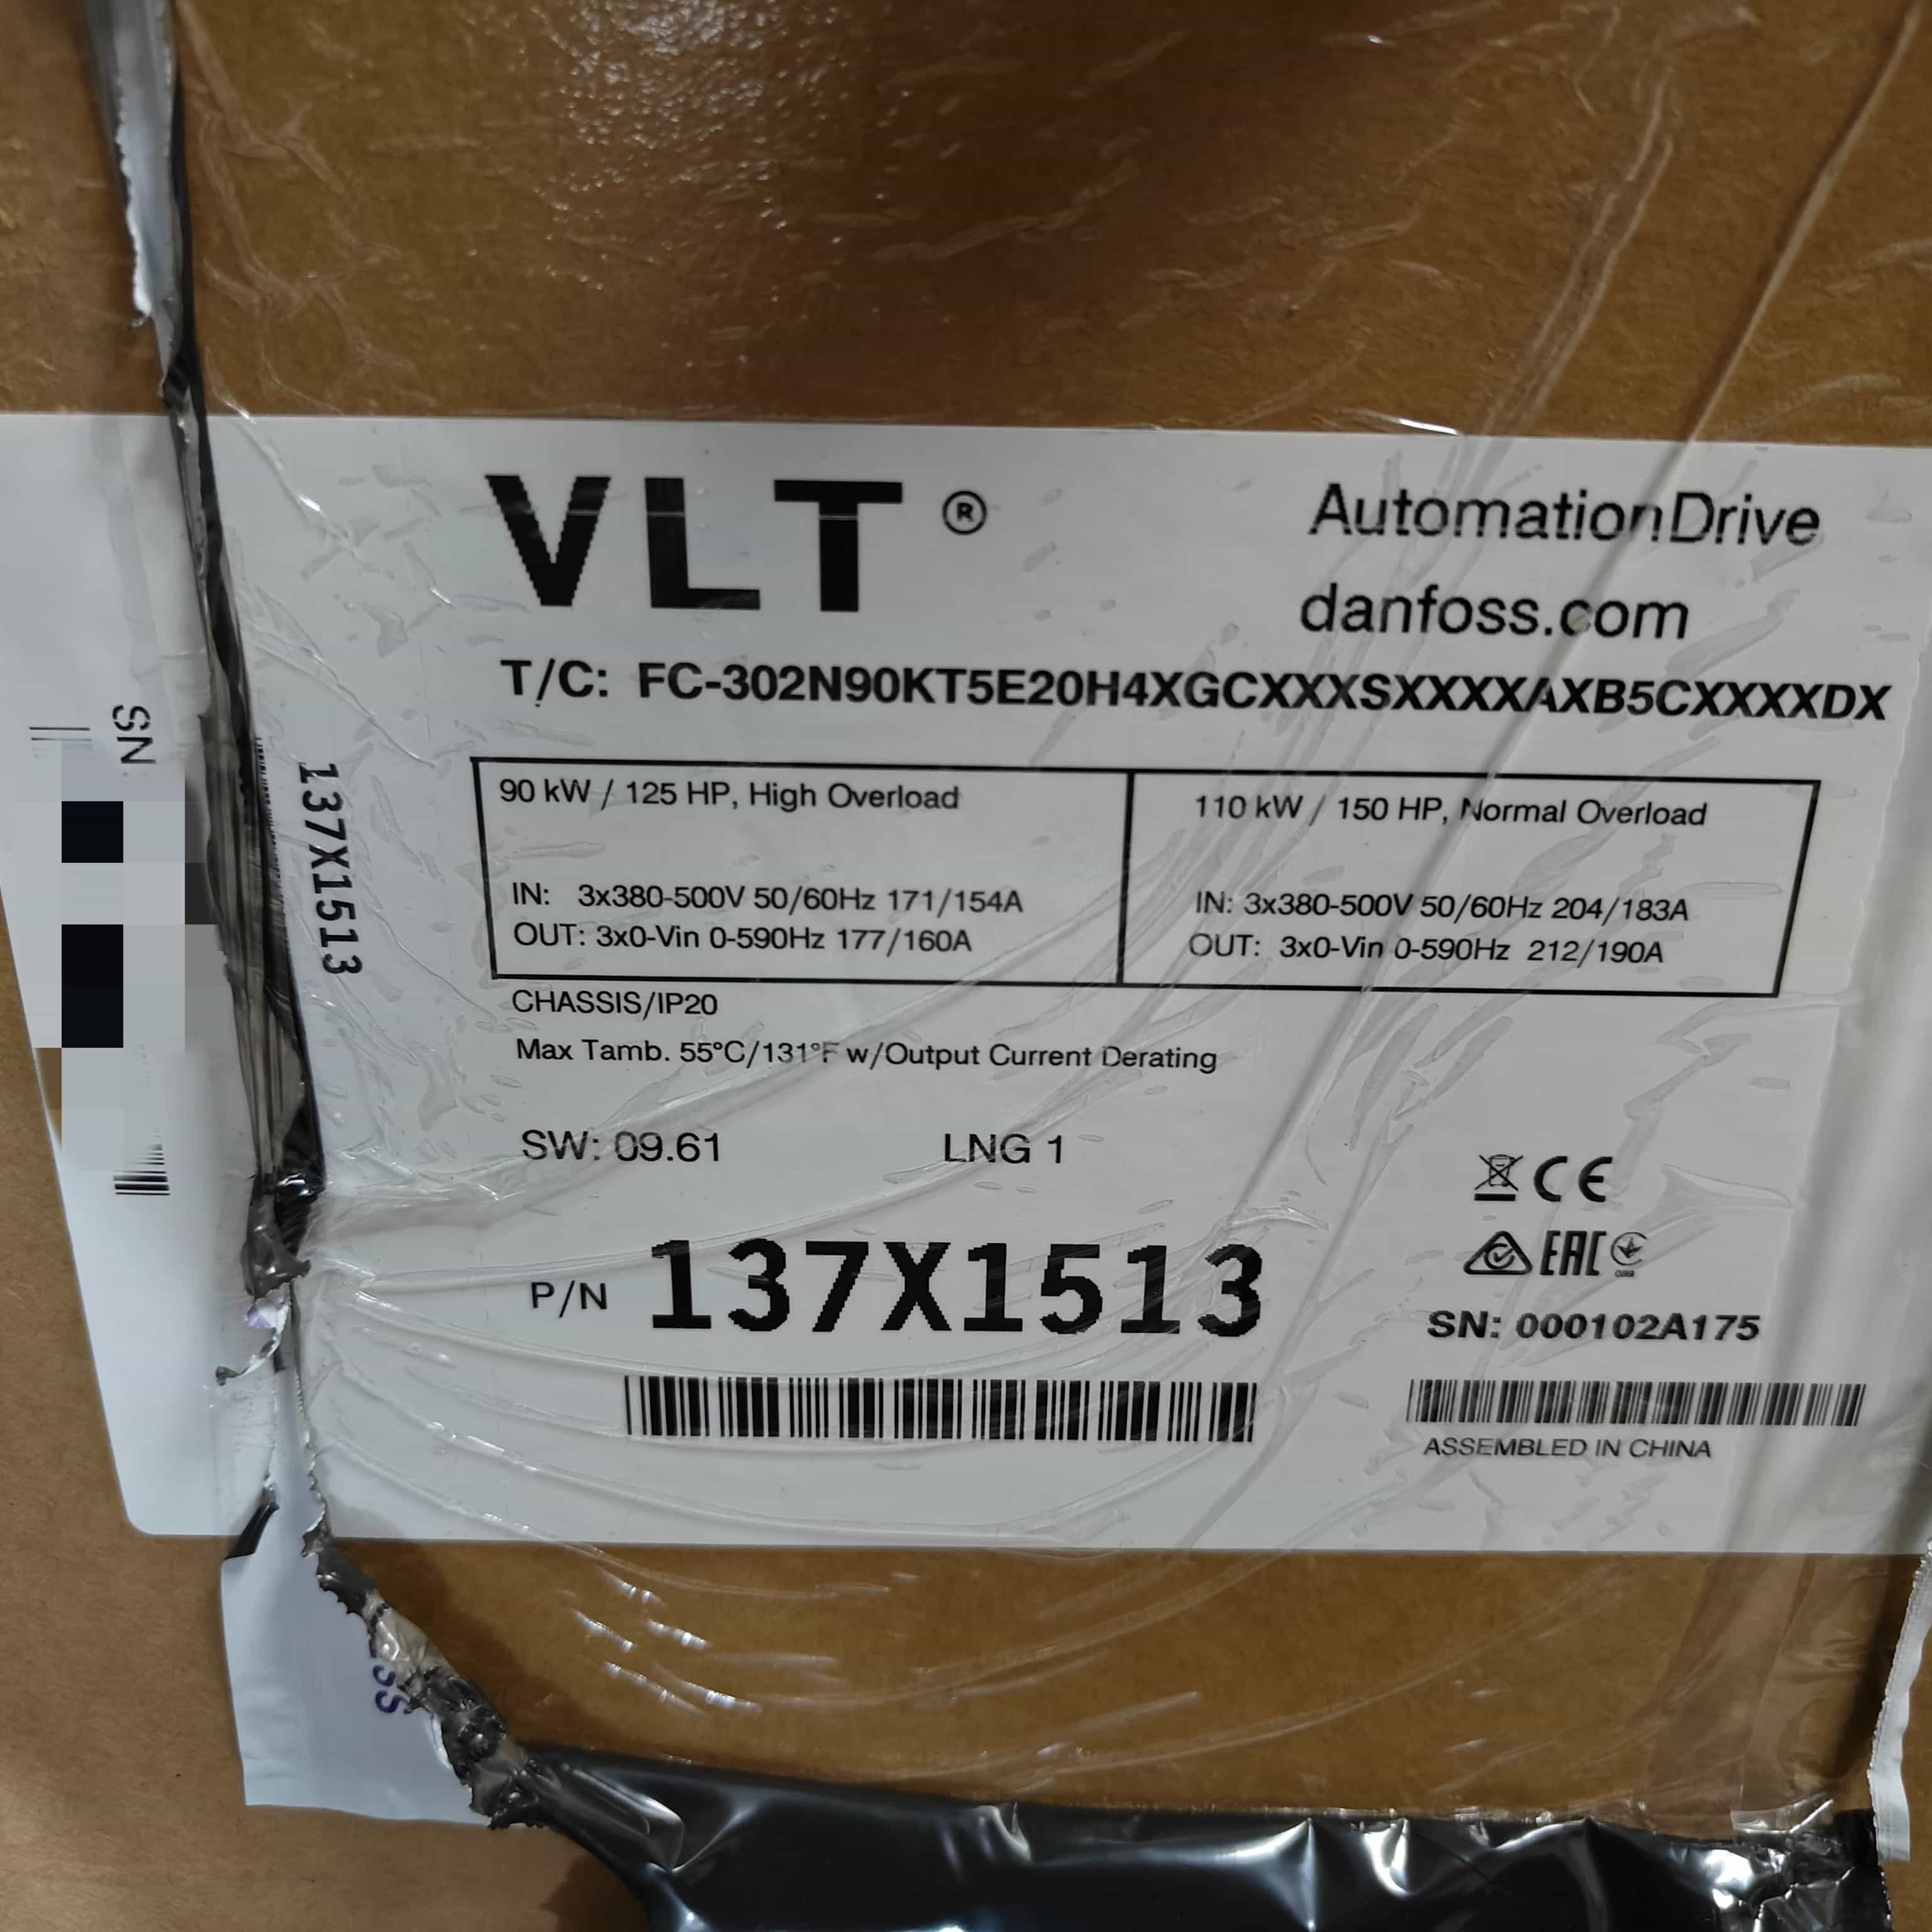 VLT®
AutomationDrive
danfoss.com
T/C: FC-302N90KT5E20H4XGCXXXSXXXXAXB5CXXXXDX
90 kW / 125 HP, High Overload
IN: 3x380-500V 50/60Hz 171/154A
OUT: 3x0-Vin 0-590Hz 177/160A
110 kW / 150 HP, Normal Overload
IN: 3x380-500V 50/60Hz 204/183A
OUT: 3x0-Vin 0-590Hz 212/190A
CHASSIS/IP20
Max Tamb. 55°C/131°F w/Output Current Derating
SW: 09.61 LNG 1
CE
EAC
P/N 137X1513
SN: 000102A175
ASSEMBLED IN CHINA
137X1513
SN